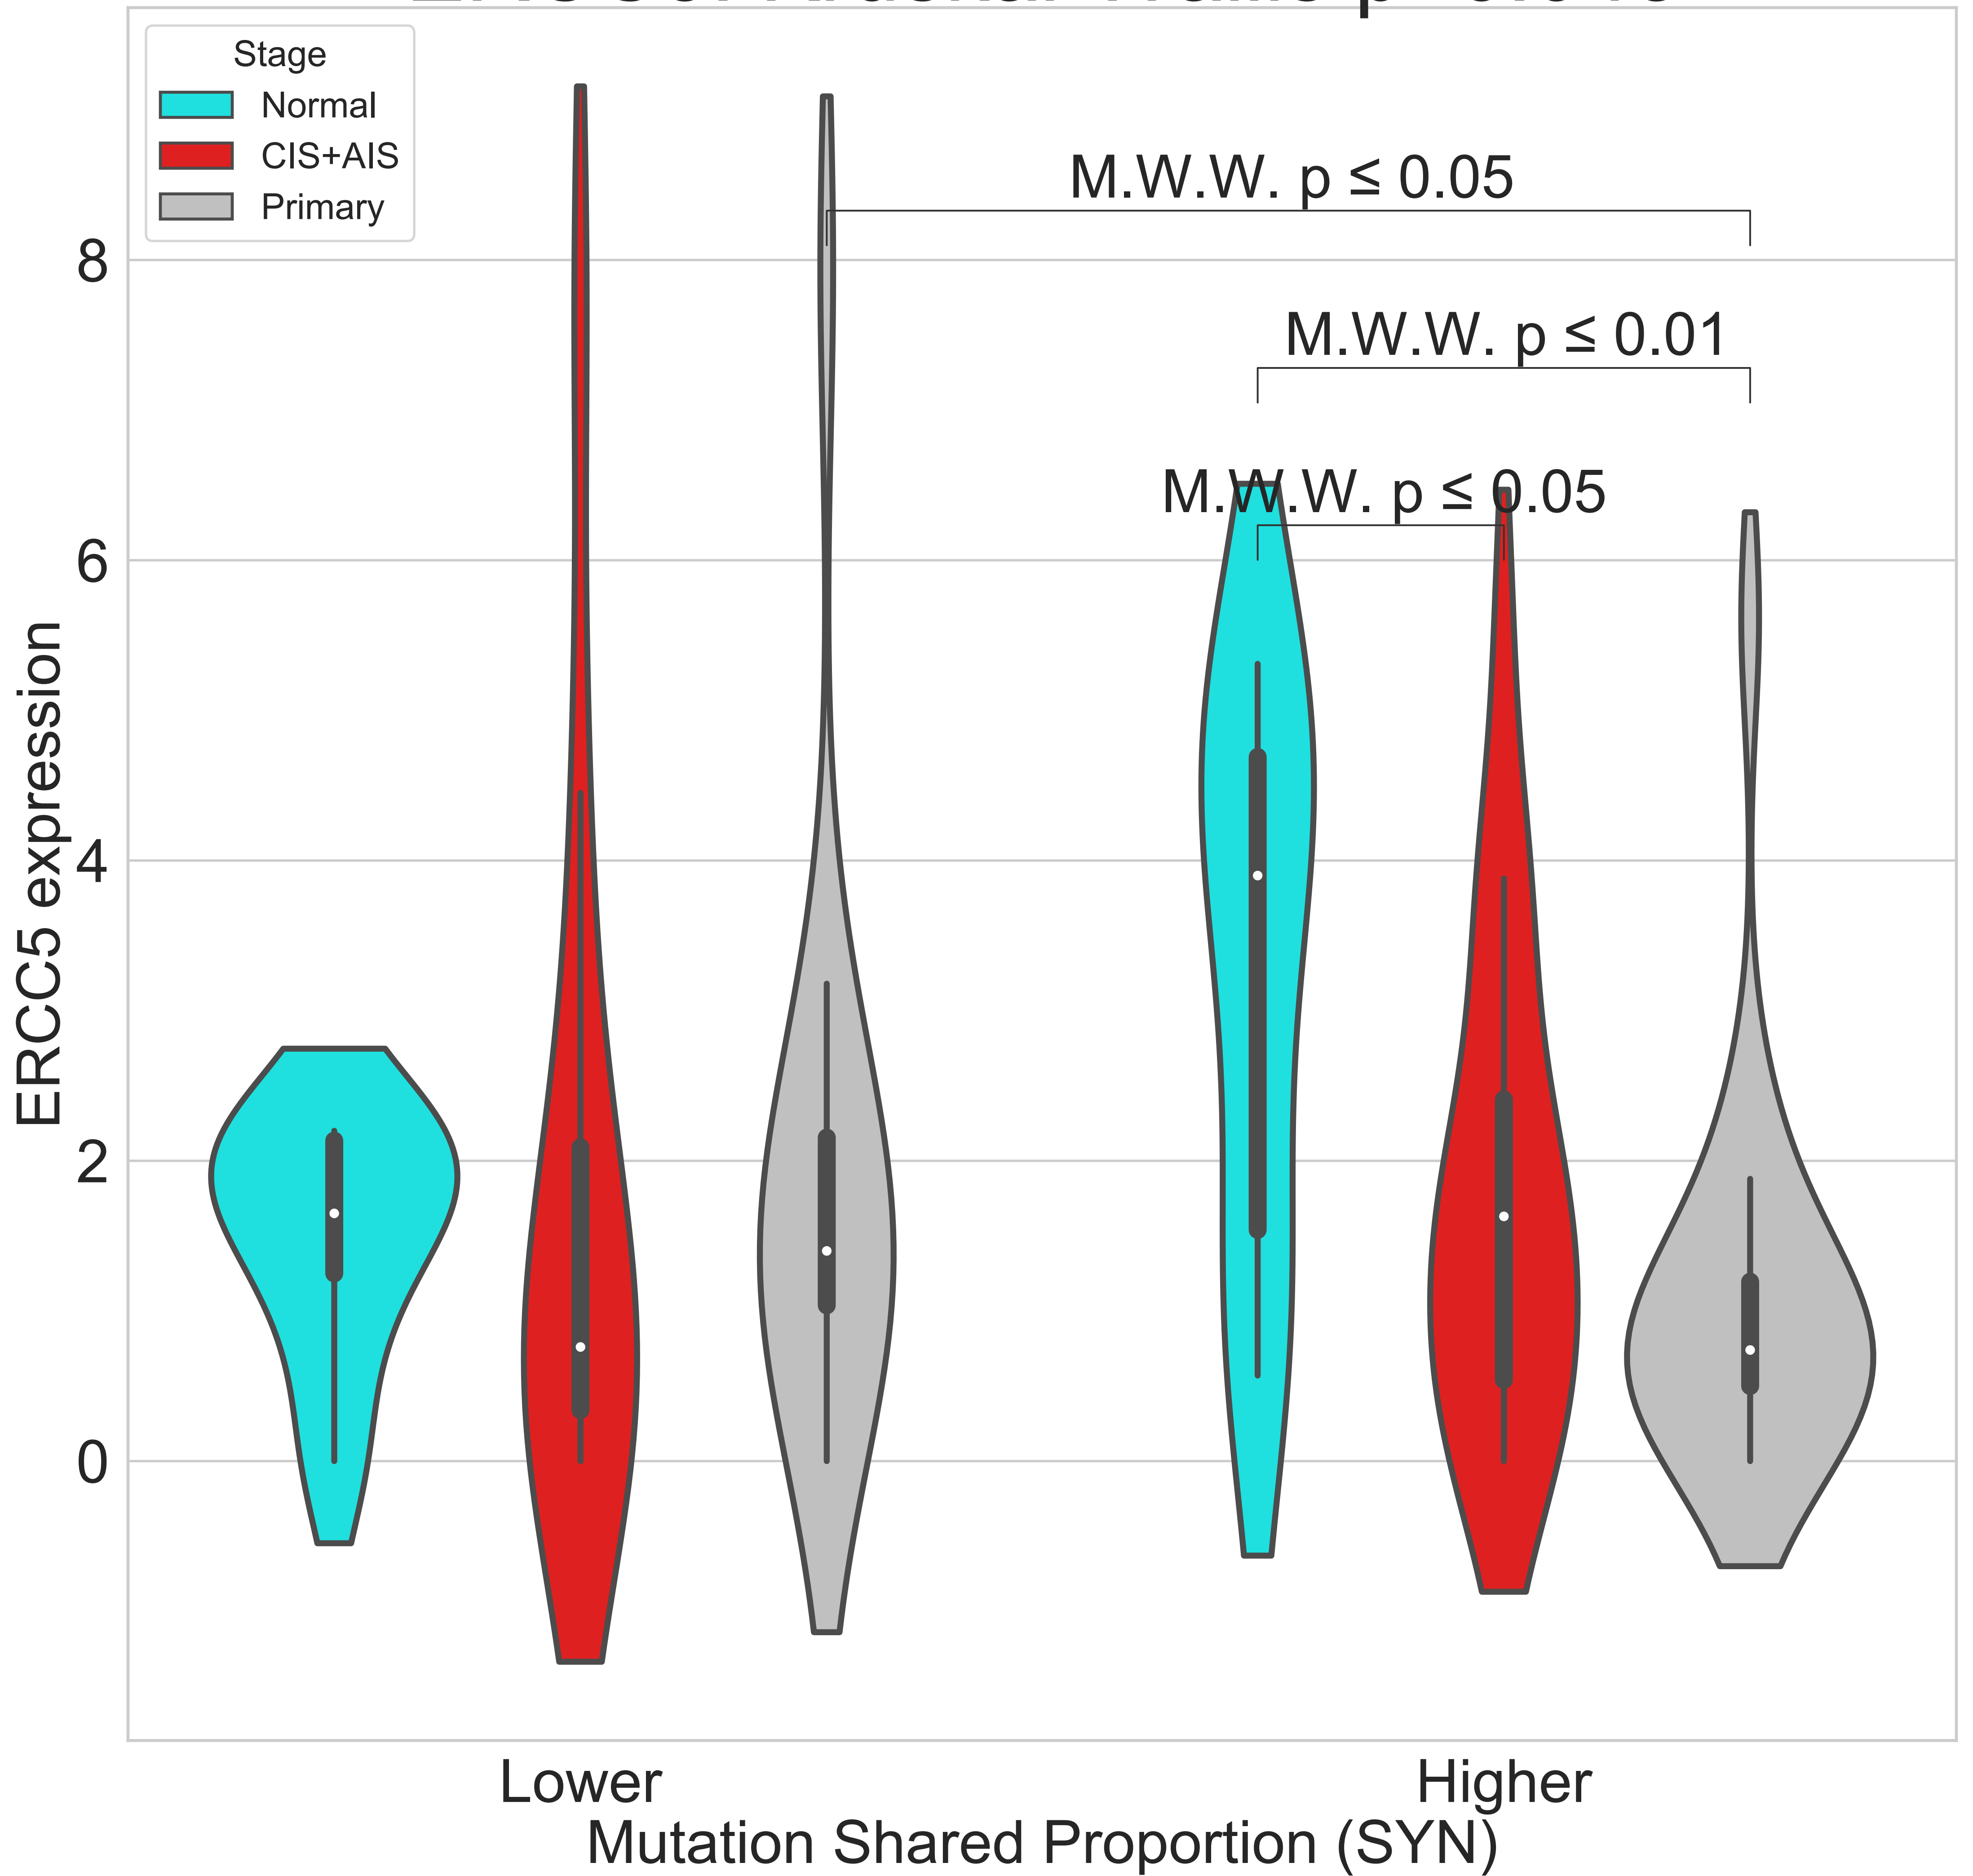 Stage
Normal
CIS+AIS
Primary
M.W.W. p ≤ 0.05
M.W.W. p ≤ 0.01
M.W.W. p ≤ 0.05
8
6
4
2
0
ERCC5 expression
Lower
Higher
Mutation Shared Proportion (SYN)